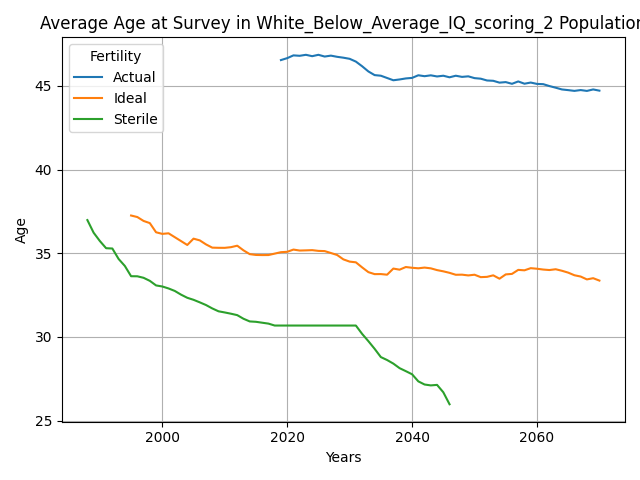 Average Age at Survey in White_Below_Average_IQ_scoring_2 Population
Fertility
Actual
Ideal
Sterile
45
40
35
30
25
Age
2000
2020
2040
2060
Years